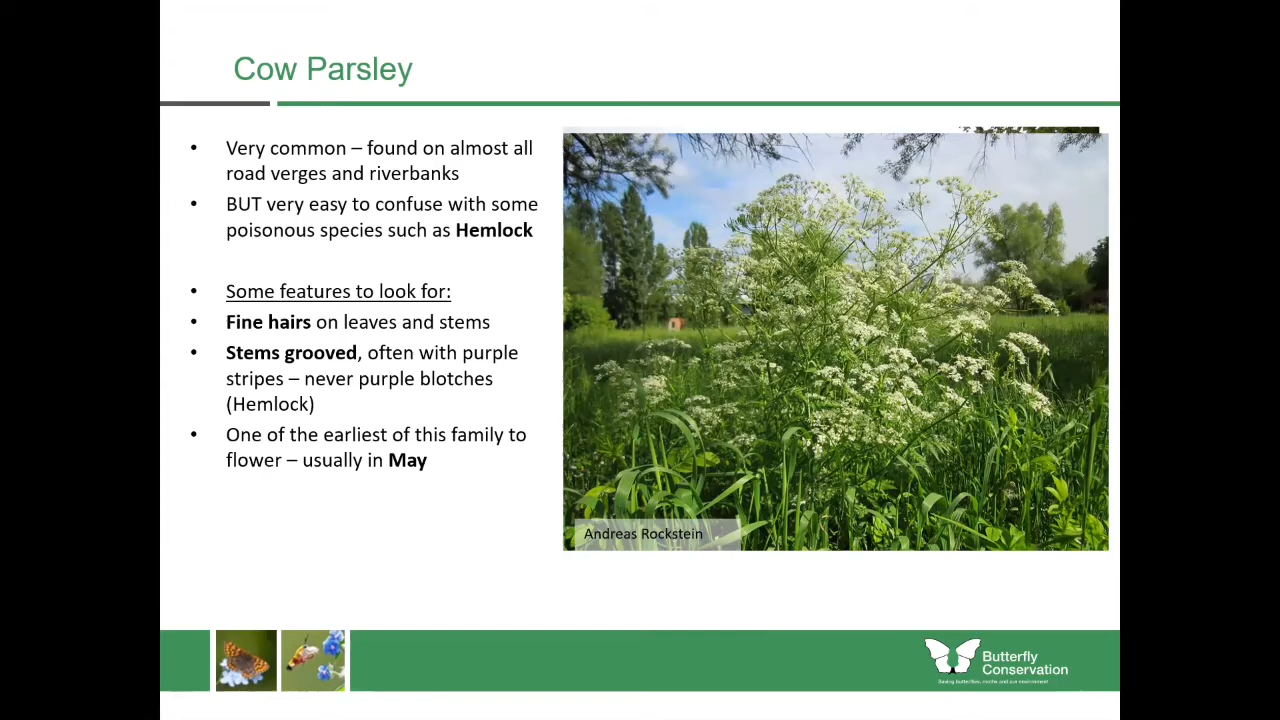 Cow Parsley
• Very common – found on almost all
road verges and riverbanks
• BUT very easy to confuse with some
poisonous species such as Hemlock
• Some features to look for:
• Fine hairs on leaves and stems
• Stems grooved, often with purple
stripes – never purple blotches
(Hemlock)
• One of the earliest of this family to
flower – usually in May
Andreas Rockstein
Butterfly
Conservation
Saving butterflies, moths and our environment